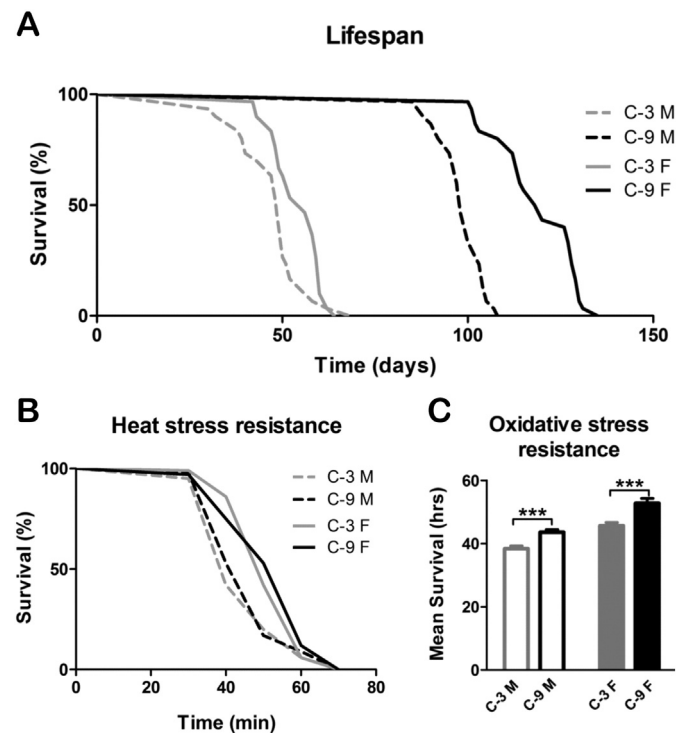 A
Lifespan
Survival (%)
100
50
0
0 50 100 150
Time (days)
C-3 M
C-9 M
C-3 F
C-9 F
B
Heat stress resistance
Survival (%)
100
50
0
0 20 40 60 80
Time (min)
C-3 M
C-9 M
C-3 F
C-9 F
C
Oxidative stress
resistance
Mean Survival (hrs)
60
40
20
0
***
***
C-3 M
C-9 M
C-3 F
C-9 F